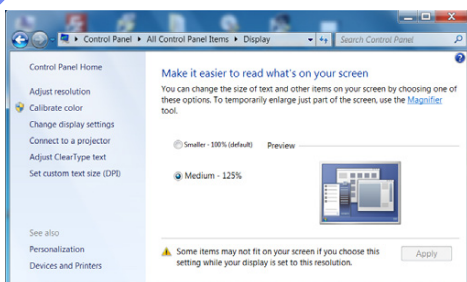 Control Panel ▸ All Control Panel Items ▸ Display
Search Control Panel
Control Panel Home
Adjust resolution
Calibrate color
Change display settings
Connect to a projector
Adjust ClearType text
Set custom text size (DPI)
See also
Personalization
Devices and Printers
Make it easier to read what's on your screen
You can change the size of text and other items on your screen by choosing one of
these options. To temporarily enlarge just part of the screen, use the Magnifier
tool.
Smaller - 100% (default) Preview
Medium - 125%
Some items may not fit on your screen if you choose this
setting while your display is set to this resolution.
Apply